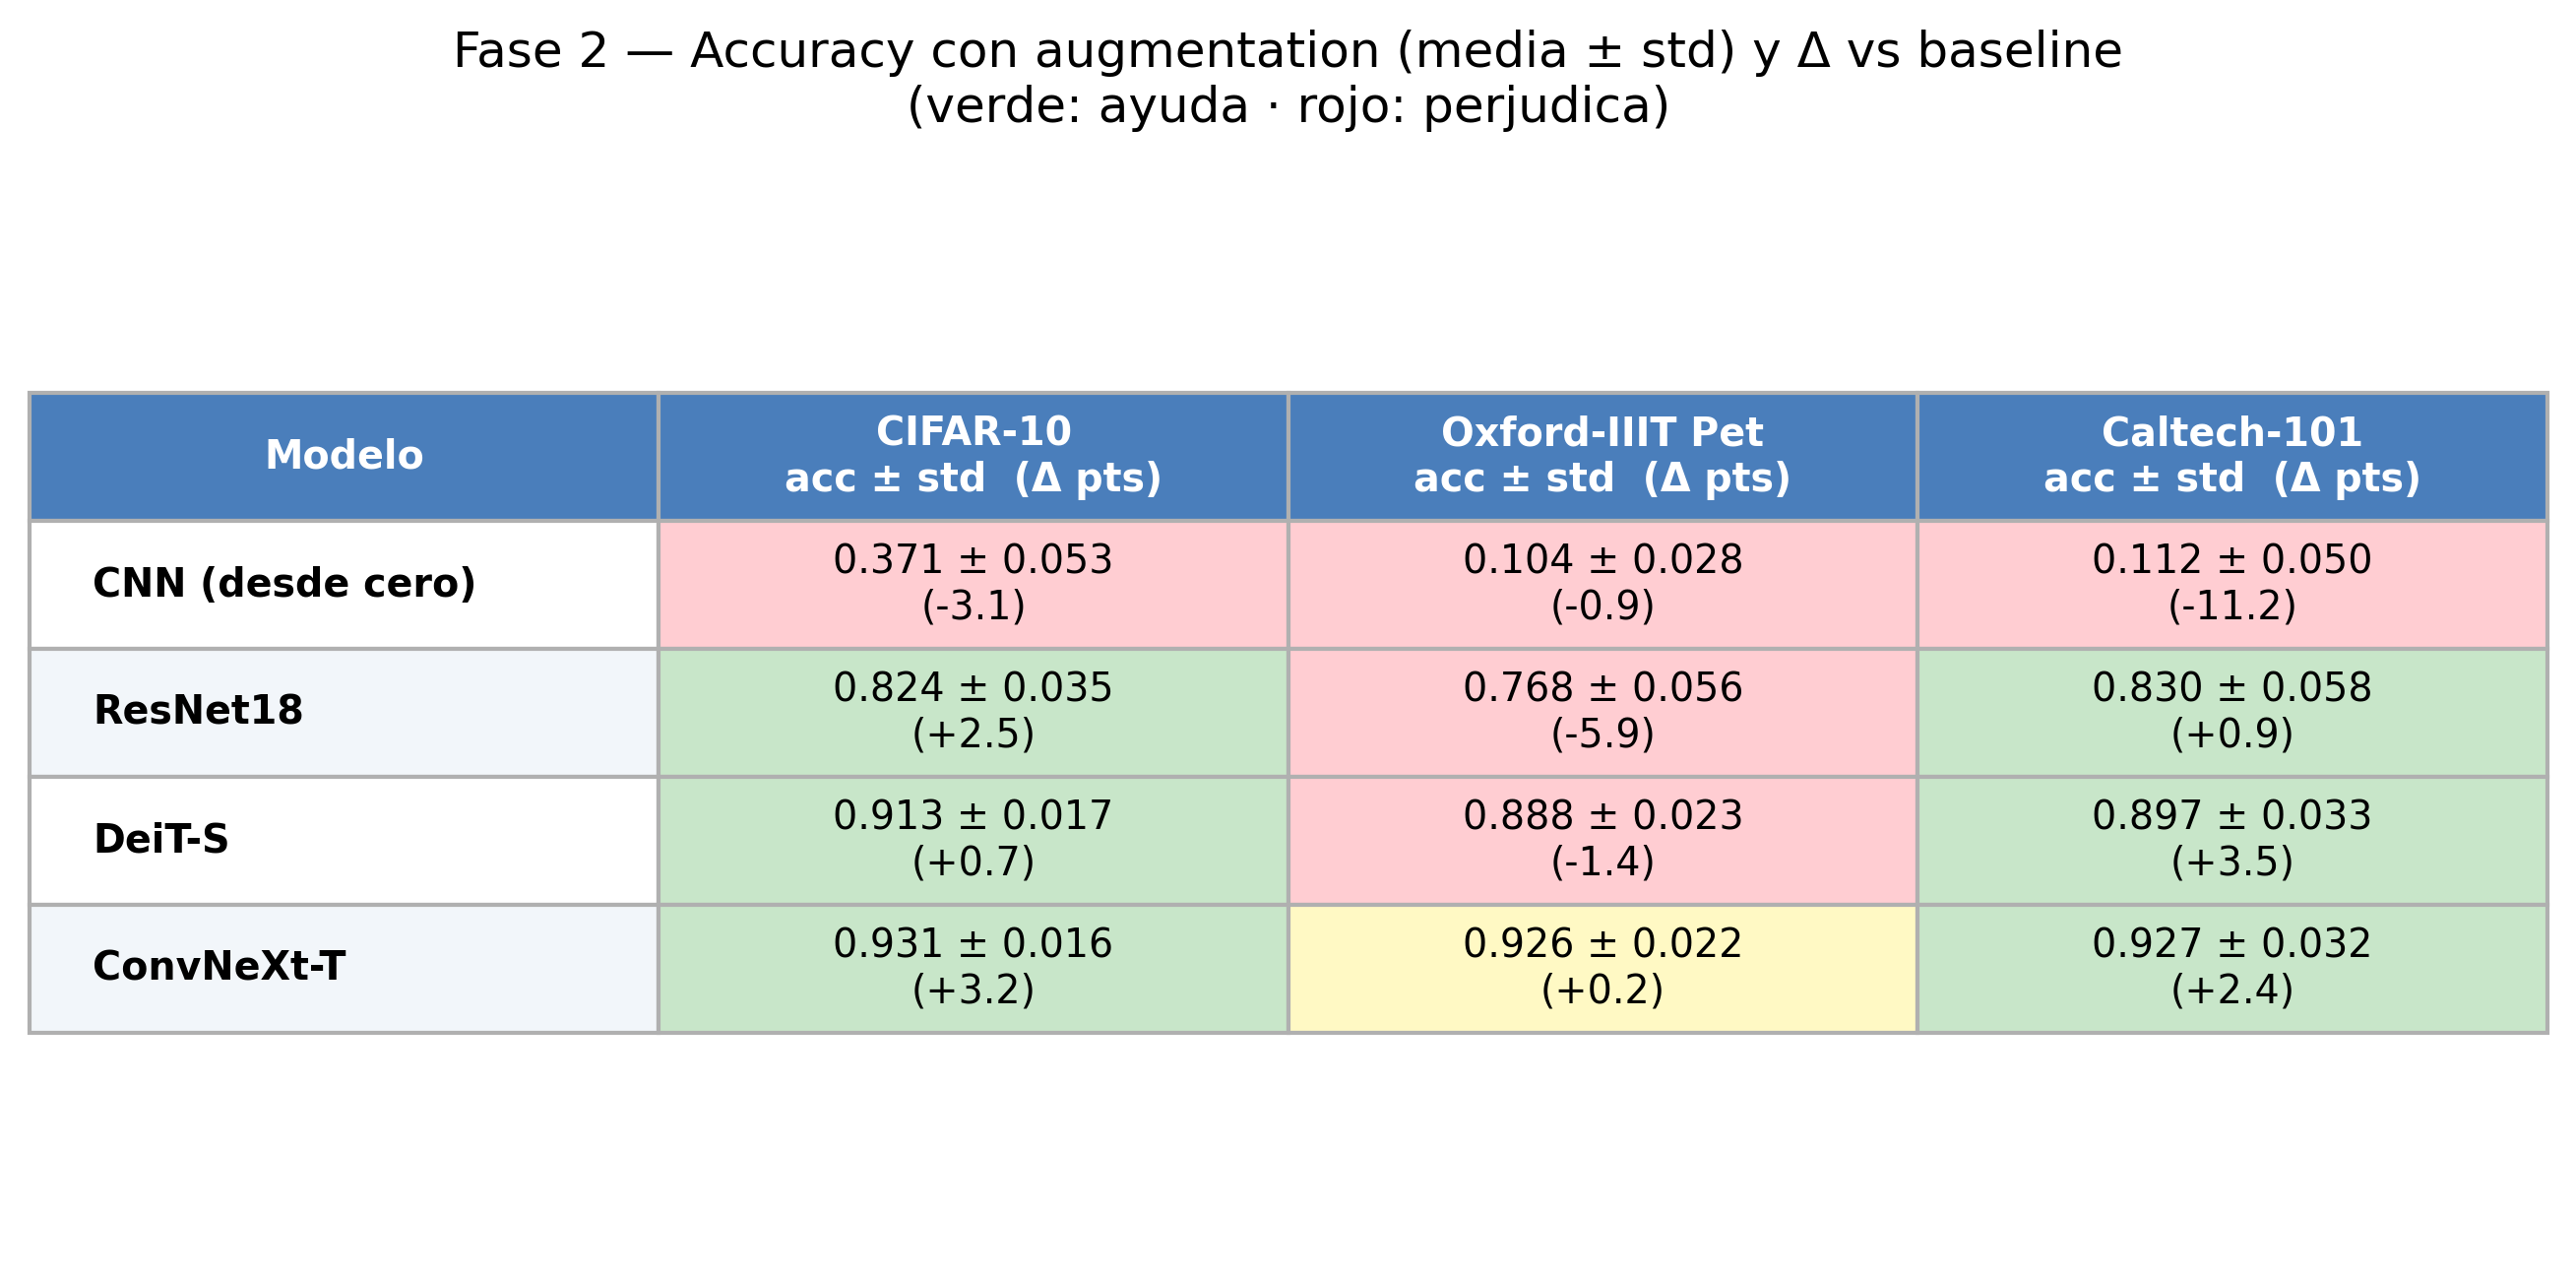 Fase 2 — Accuracy con augmentation (media ± std) y Δ vs baseline
(verde: ayuda · rojo: perjudica)
Modelo
CIFAR-10
acc ± std  (Δ pts)
Oxford-IIIT Pet
acc ± std  (Δ pts)
Caltech-101
acc ± std  (Δ pts)
CNN (desde cero)
0.371 ± 0.053
(-3.1)
0.104 ± 0.028
(-0.9)
0.112 ± 0.050
(-11.2)
ResNet18
0.824 ± 0.035
(+2.5)
0.768 ± 0.056
(-5.9)
0.830 ± 0.058
(+0.9)
DeiT-S
0.913 ± 0.017
(+0.7)
0.888 ± 0.023
(-1.4)
0.897 ± 0.033
(+3.5)
ConvNeXt-T
0.931 ± 0.016
(+3.2)
0.926 ± 0.022
(+0.2)
0.927 ± 0.032
(+2.4)